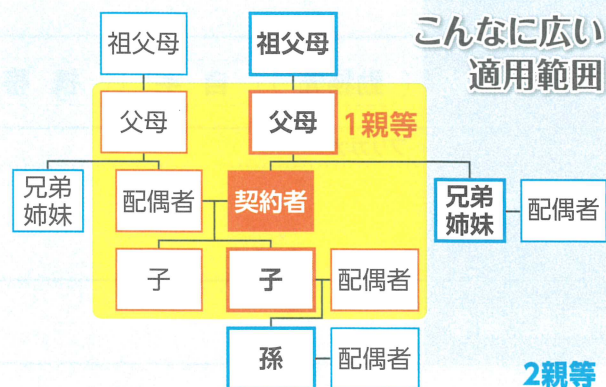 こんなに広い
適用範囲
祖父母
祖父母
父母
父母
1親等
兄弟
姉妹
配偶者
契約者
兄弟
姉妹
配偶者
子
子
配偶者
孫
配偶者
2親等